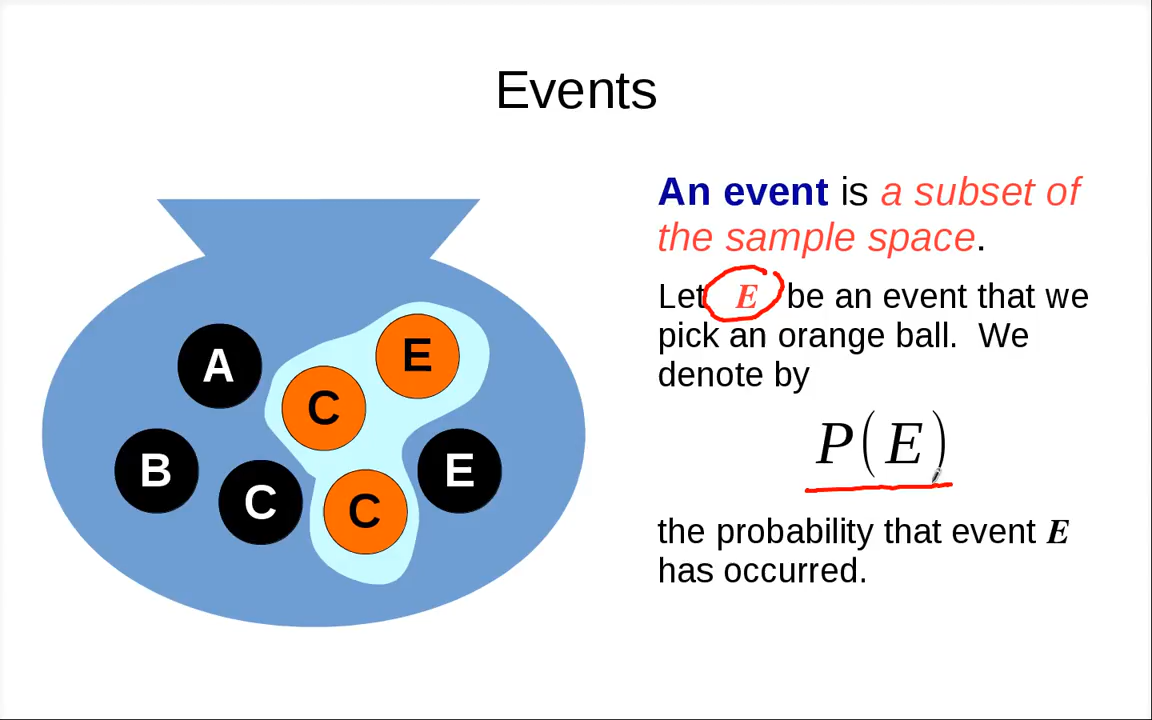 Events
An event is a subset of
the sample space.
Let E be an event that we
pick an orange ball. We
denote by
P(E)
the probability that event E
has occurred.
A
E
C
B
C
E
C